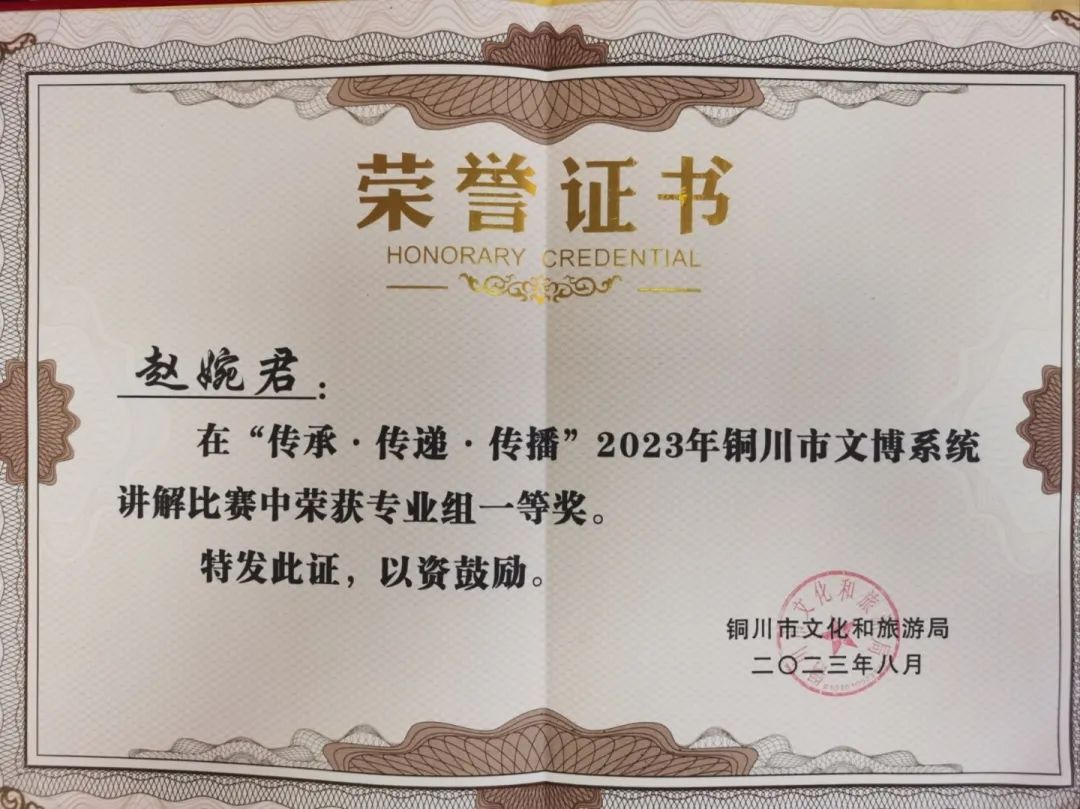 荣誉证书
HONORARY CREDENTIAL
赵婉君：
在“传承·传递·传播”2023年铜川市文博系统
讲解比赛中荣获专业组一等奖。
特发此证，以资鼓励。
铜川市文化和旅游局
二〇二三年八月